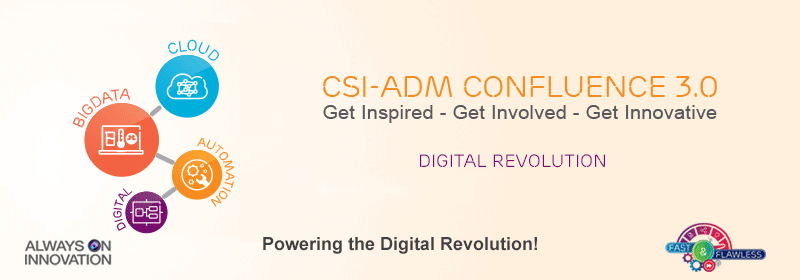 CLOUD
BIGDATA
AUTOMATION
DIGITAL
CSI-ADM CONFLUENCE 3.0
Get Inspired - Get Involved - Get Innovative
DIGITAL REVOLUTION
Powering the Digital Revolution!
ALWAYS ON
INNOVATION
FAST
&
FLAWLESS